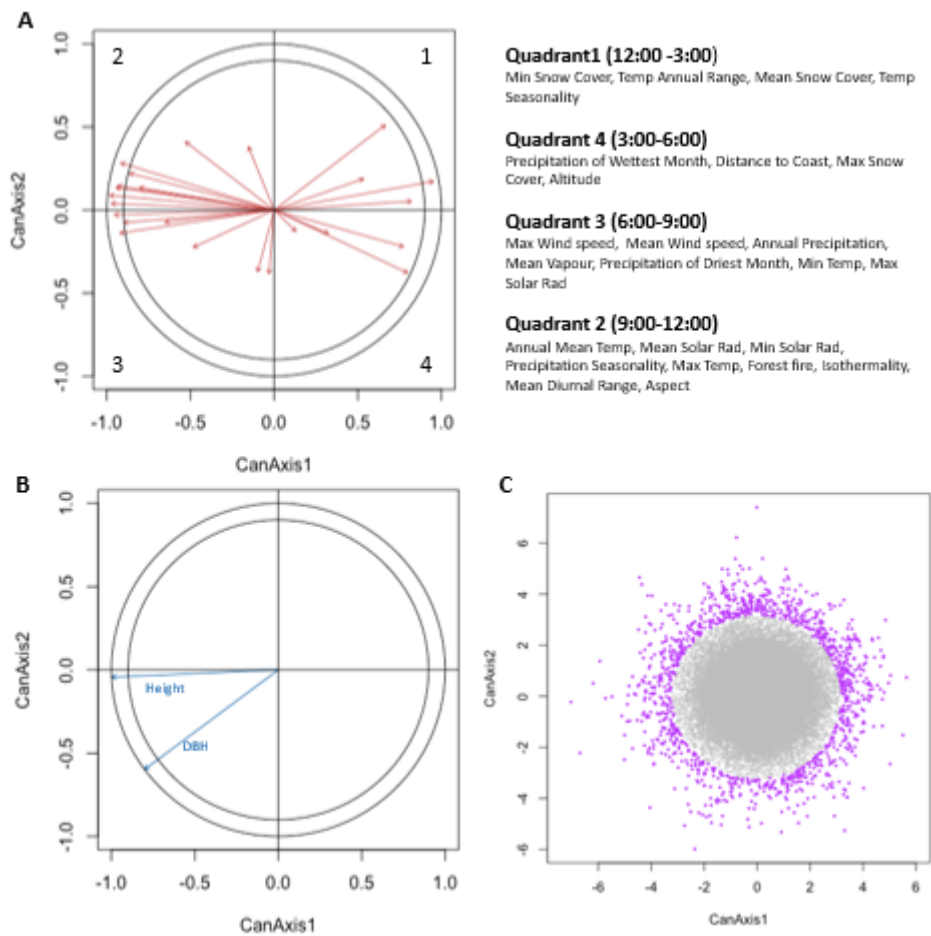 A
2
1
3
4
1.0
0.5
0.0
-0.5
-1.0
CanAxis2
-1.0
-0.5
0.0
0.5
1.0
CanAxis1
Quadrant1 (12:00 -3:00)
Min Snow Cover, Temp Annual Range, Mean Snow Cover, Temp
Seasonality
Quadrant 4 (3:00-6:00)
Precipitation of Wettest Month, Distance to Coast, Max Snow
Cover, Altitude
Quadrant 3 (6:00-9:00)
Max Wind speed, Mean Wind speed, Annual Precipitation,
Mean Vapour, Precipitation of Driest Month, Min Temp, Max
Solar Rad
Quadrant 2 (9:00-12:00)
Annual Mean Temp, Mean Solar Rad, Min Solar Rad,
Precipitation Seasonality, Max Temp, Forest fire, Isothermality,
Mean Diurnal Range, Aspect
B
1.0
0.5
0.0
-0.5
-1.0
CanAxis2
Height
DBH
-1.0
-0.5
0.0
0.5
1.0
CanAxis1
C
6
4
2
0
-2
-4
-6
CanAxis2
-6
-4
-2
0
2
4
6
CanAxis1